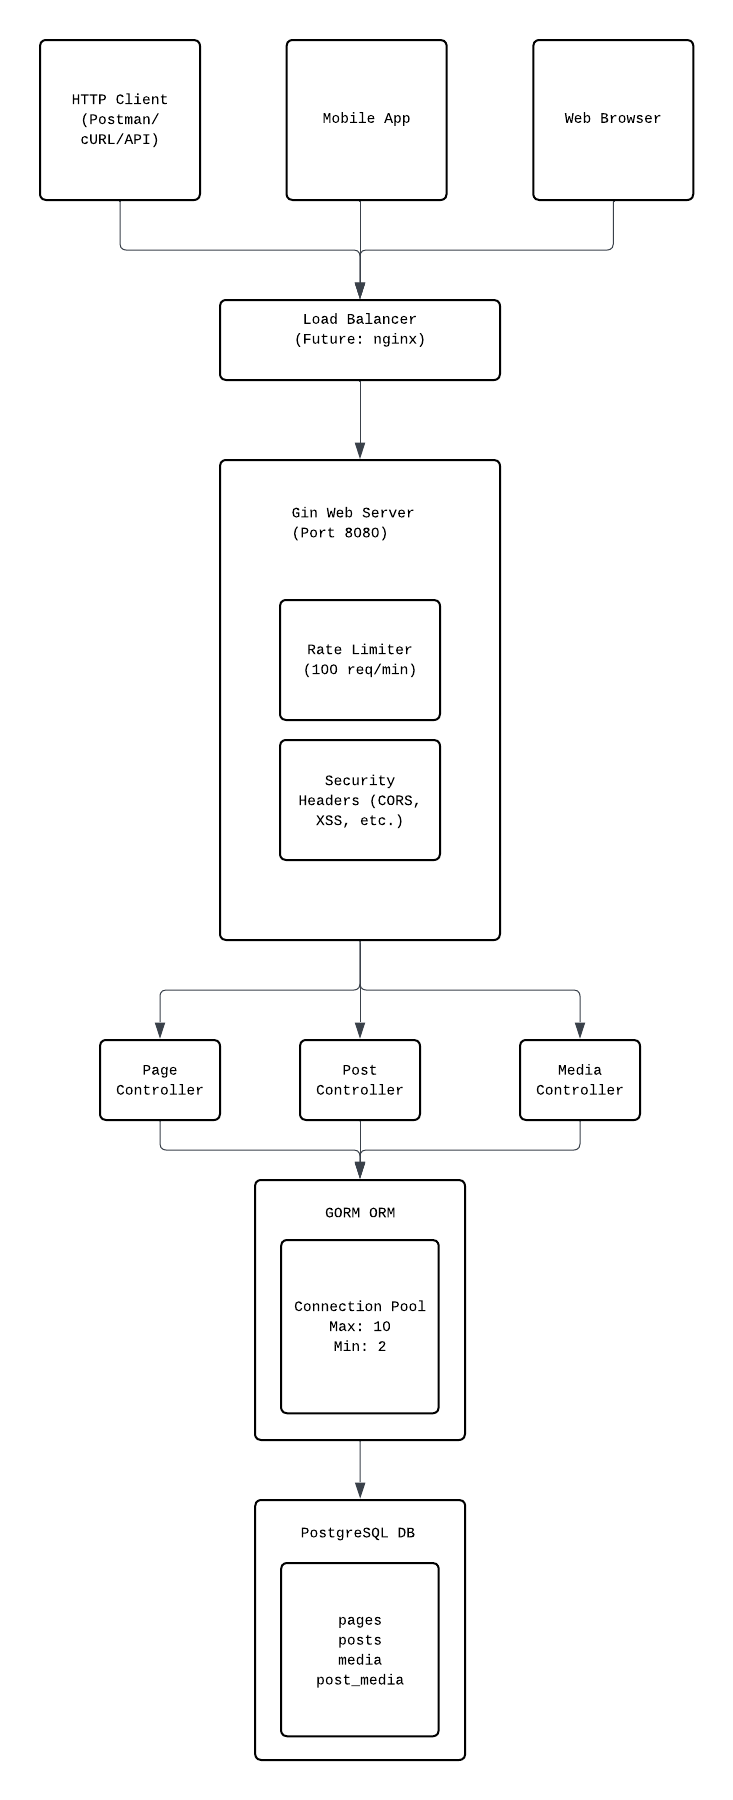 HTTP Client
(Postman/
cURL/API)
Mobile App
Web Browser
Load Balancer
(Future: nginx)
Gin Web Server
(Port 8080)
Rate Limiter
(100 req/min)
Security
Headers (CORS,
XSS, etc.)
Page
Controller
Post
Controller
Media
Controller
GORM ORM
Connection Pool
Max: 10
Min: 2
PostgreSQL DB
pages
posts
media
post_media